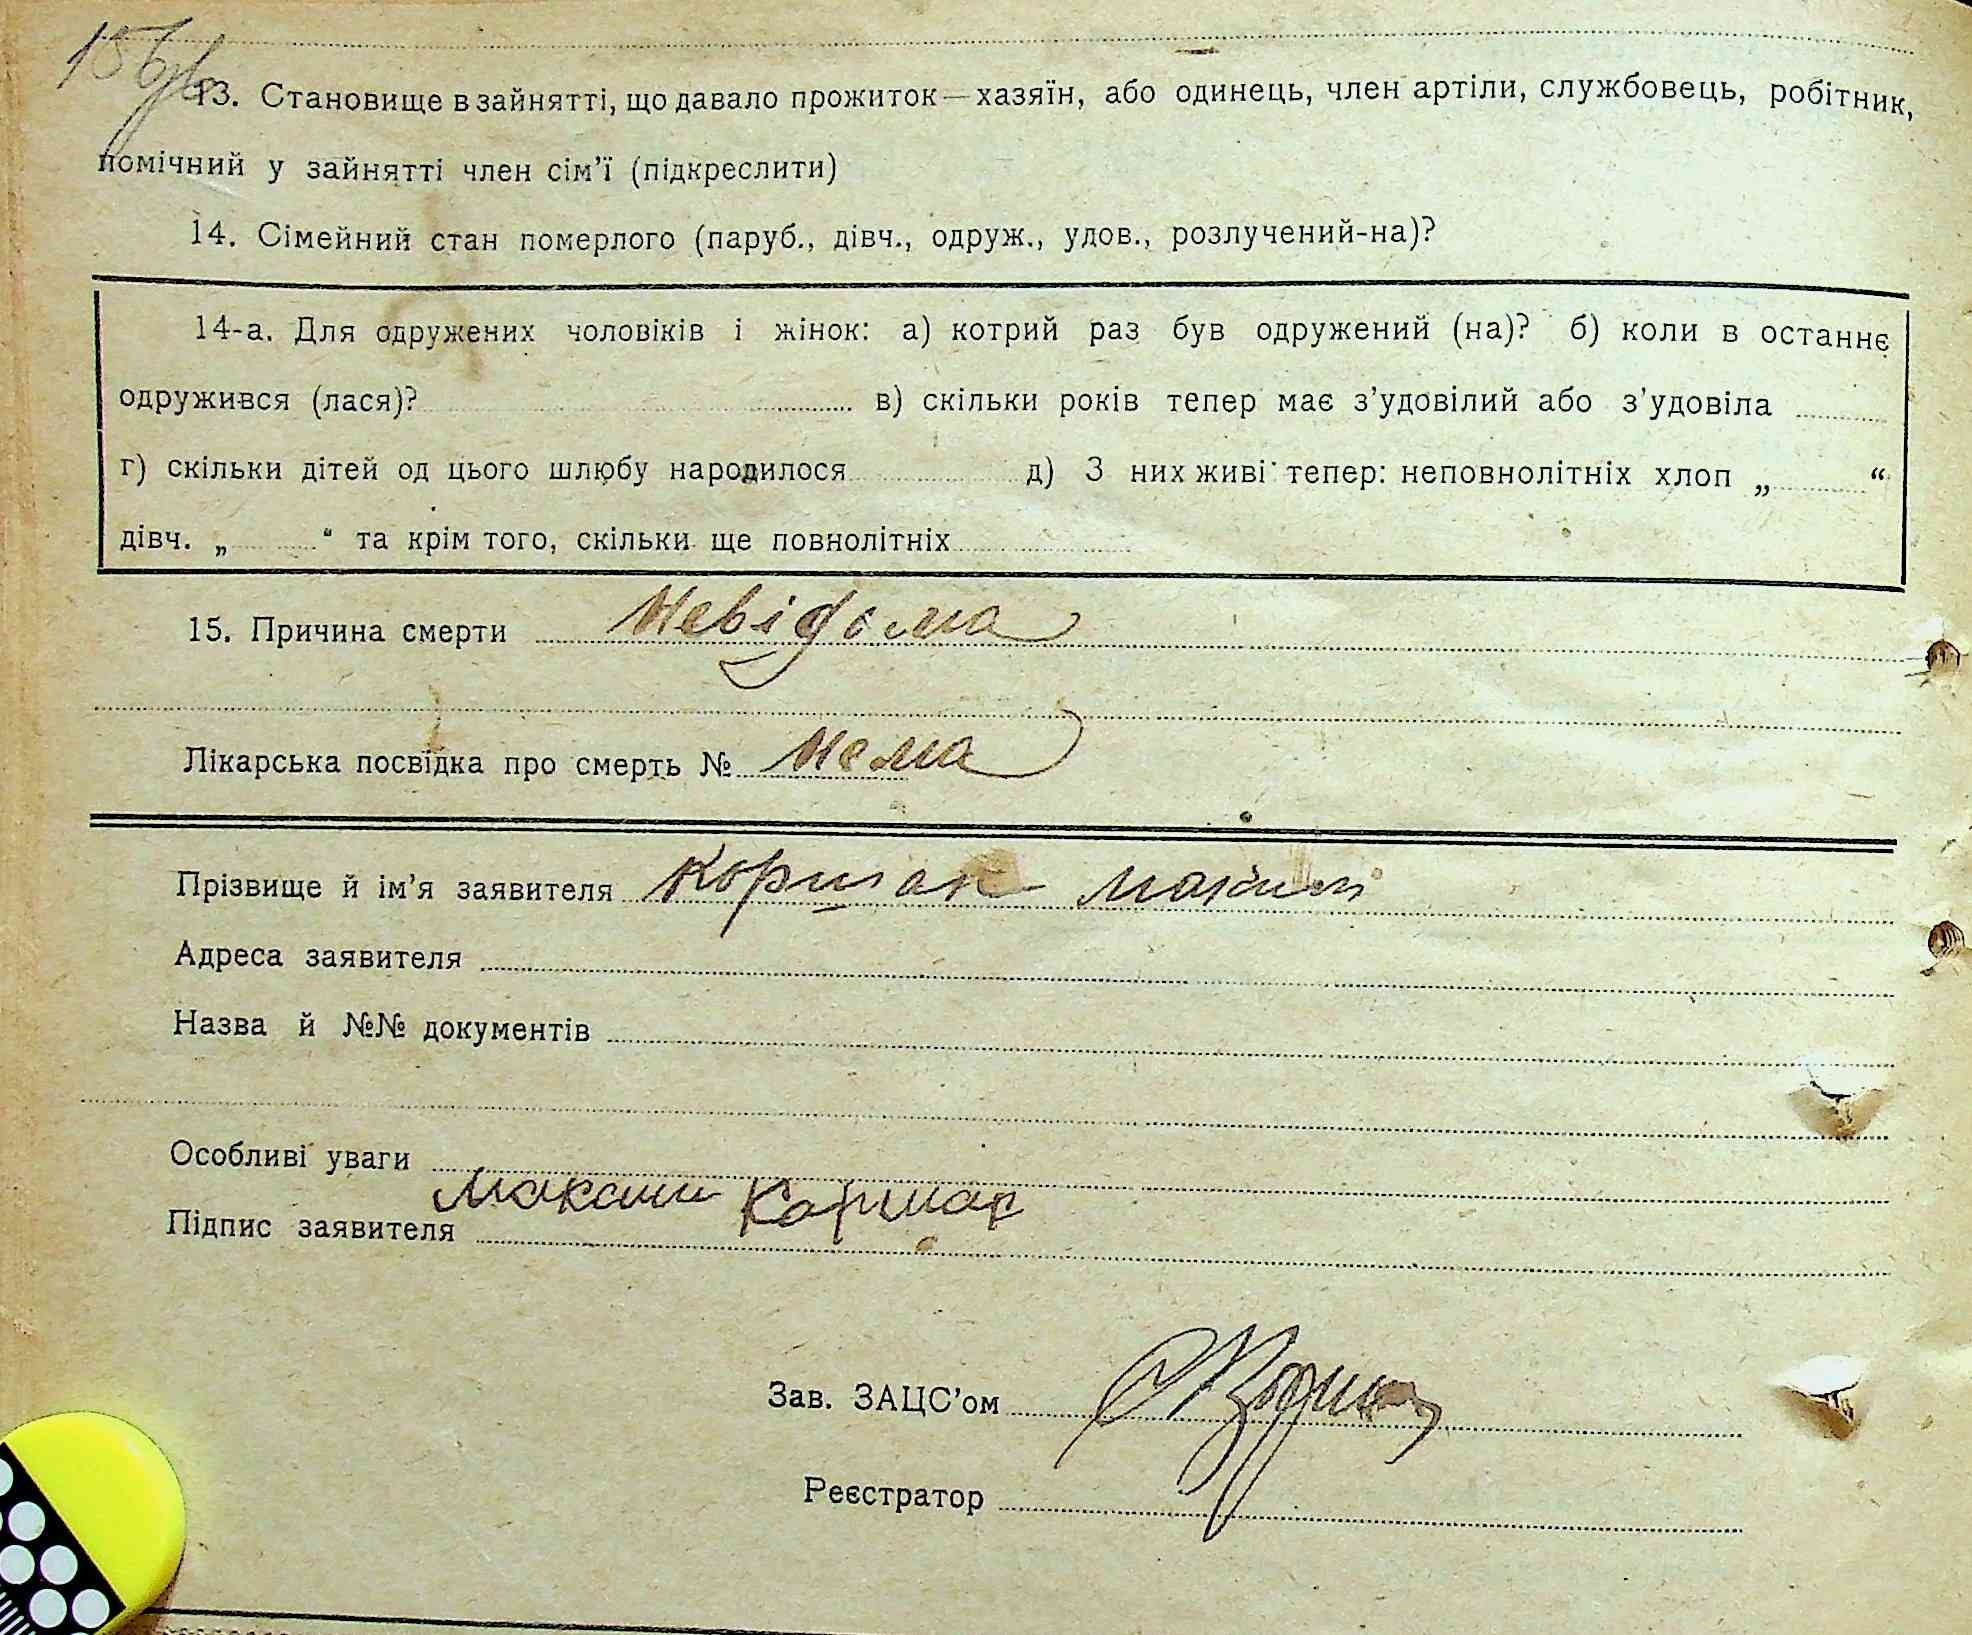 156
13. Становище в зайнятті, що давало прожиток—хазяїн, або одинець, член артіли, службовець, робітник,
помічний у зайнятті член сім’ї (підкреслити)
14. Сімейний стан померлого (паруб., дівч., одруж., удов., розлучений-на)?
14-а. Для одружених чоловіків і жінок: а) котрий раз був одружений (на)? б) коли в останнє
одружився (лася)? в) скільки років тепер має з’удовілий або з’удовіла
г) скільки дітей од цього шлюбу народилося д) З них живі тепер: неповнолітніх хлоп „ “
дівч. „ “ та крім того, скільки ще повнолітніх
15. Причина смерти Невідома
Лікарська посвідка про смерть № Нема
Прізвище й ім’я заявителя Коршак Максим
Адреса заявителя
Назва й №№ документів
Особливі уваги
Підпис заявителя Максим Коршак
Зав. ЗАЦС’ом
Реєстратор